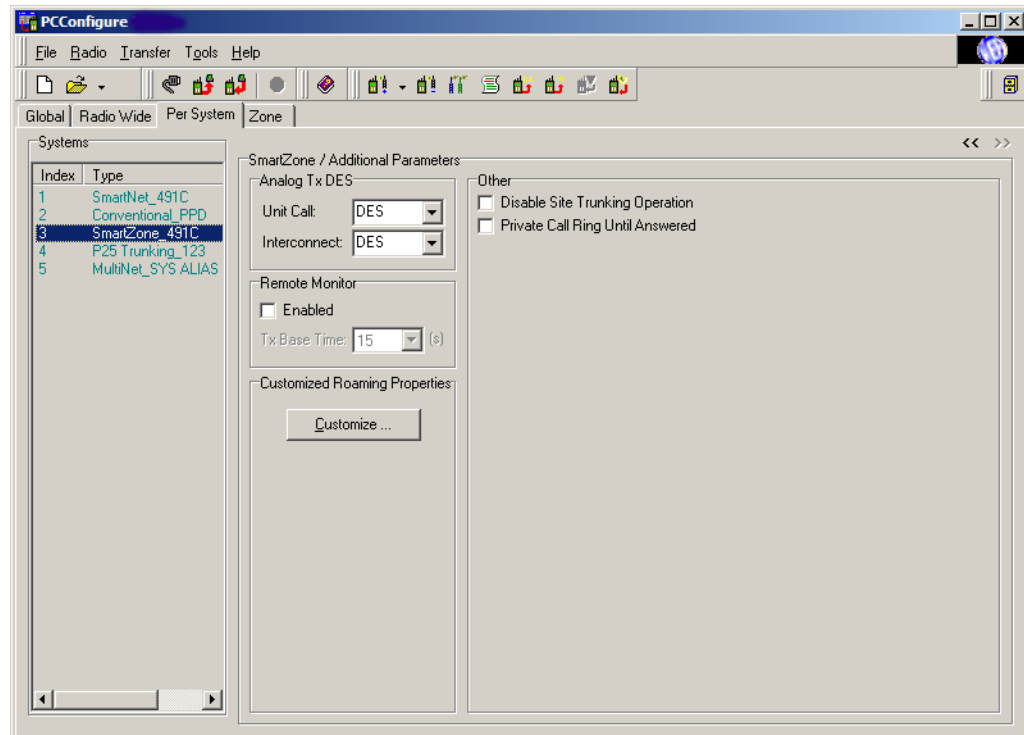 PCConfigure
File Radio Transfer Tools Help
Global Radio Wide Per System Zone
Systems
<< >>
Index Type
1 SmartNet_491C
2 Conventional_PPD
3 SmartZone_491C
4 P25 Trunking_123
5 MultiNet_SYS ALIAS
SmartZone / Additional Parameters
Analog Tx DES
Unit Call: DES
Interconnect: DES
Remote Monitor
Enabled
Tx Base Time: 15 (s)
Customized Roaming Properties
Customize ...
Other
Disable Site Trunking Operation
Private Call Ring Until Answered